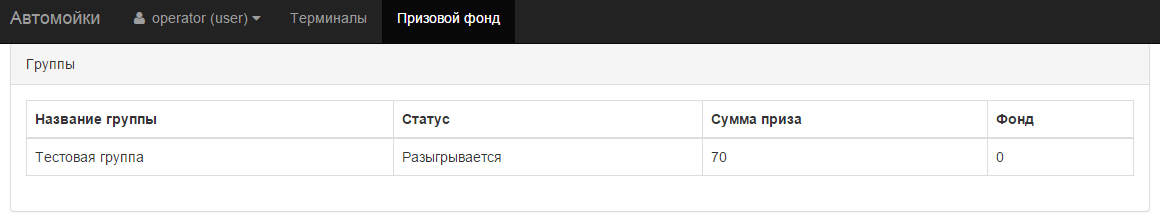 Автомойки operator (user) Терминалы Призовой фонд
Группы
Название группы Статус Сумма приза Фонд
Тестовая группа Разыгрывается 70 0